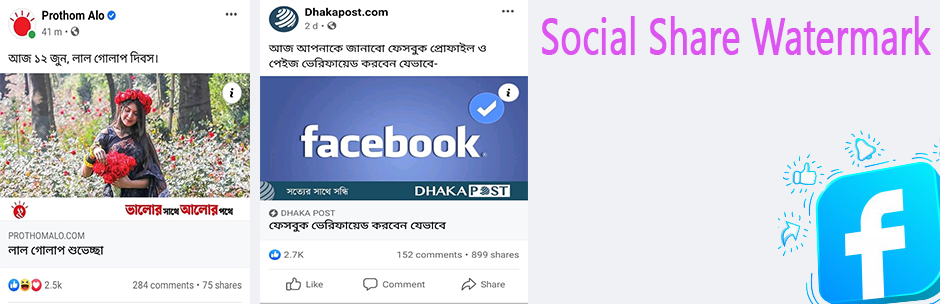 Prothom Alo
41 m
আজ ১২ জুন, লাল গোলাপ দিবস।
ভালোর সাথে আলোর পথে
PROTHOMALO.COM
লাল গোলাপ শুভেচ্ছা
2.5k
284 comments • 75 shares
Dhakapost.com
2 d
আজ আপনাকে জানাবো ফেসবুক প্রোফাইল ও
পেইজ ভেরিফায়েড করবেন যেভাবে-
facebook
সত্যের সাথে সন্ধি
DHAKA POST
DHAKA POST
ফেসবুক ভেরিফায়েড করবেন যেভাবে
2.7K
152 comments • 899 shares
Like
Comment
Share
Social Share Watermark